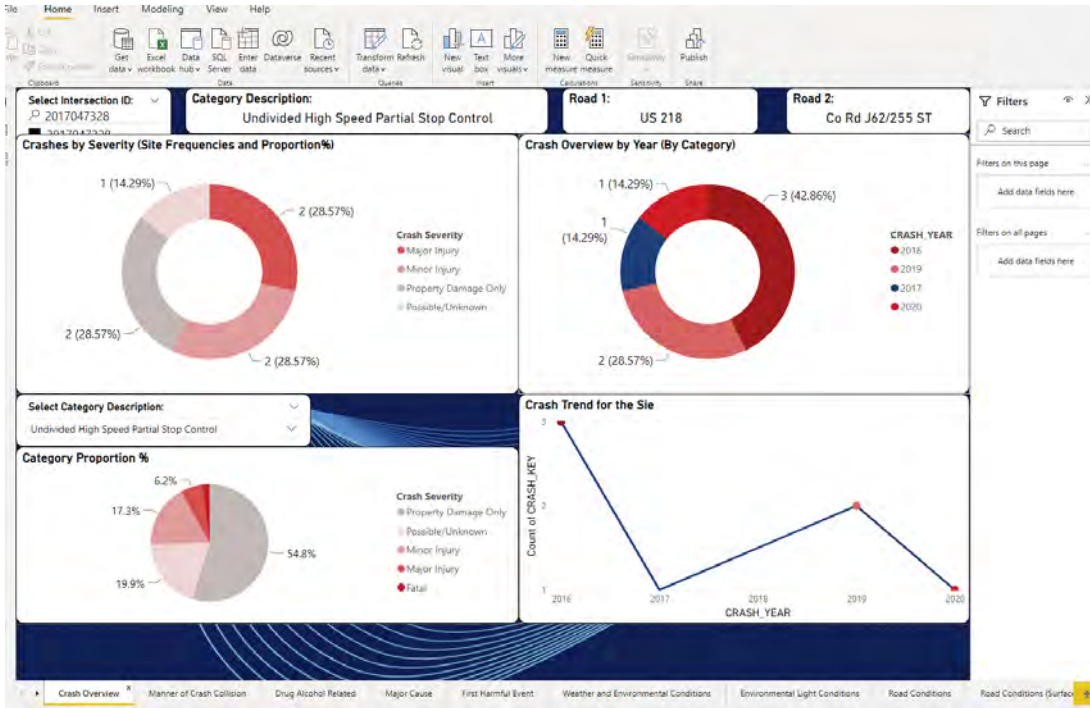 File Home Insert Modeling View Help
Get data Excel workbook Data hub SQL Server Enter data Dataverse Recent sources Transform data Refresh New visual Text box More visuals New measure Quick measure Sensitivity Publish
Clipboard Data Queries Insert Calculations Sensitivity Share
Select Intersection ID:
2017047328
2017047328
Category Description:
Undivided High Speed Partial Stop Control
Road 1:
US 218
Road 2:
Co Rd J62/255 ST
Filters
Search
Filters on this page
Add data fields here
Filters on all pages
Add data fields here
Crashes by Severity (Site Frequencies and Proportion%)
1 (14.29%)
2 (28.57%)
2 (28.57%)
2 (28.57%)
Crash Severity
Major Injury
Minor Injury
Property Damage Only
Possible/Unknown
Crash Overview by Year (By Category)
1 (14.29%)
3 (42.86%)
1
(14.29%)
2 (28.57%)
CRASH_YEAR
2016
2019
2017
2020
Select Category Description:
Undivided High Speed Partial Stop Control
Category Proportion %
6.2%
17.3%
54.8%
19.9%
Crash Severity
Property Damage Only
Possible/Unknown
Minor Injury
Major Injury
Fatal
Crash Trend for the Sie
Count of CRASH_KEY
3
2
1
2016 2017 2018 2019 2020
CRASH_YEAR
Crash Overview Manner of Crash Collision Drug Alcohol Related Major Cause First Harmful Event Weather and Environmental Conditions Environmental Light Conditions Road Conditions Road Conditions (Surface